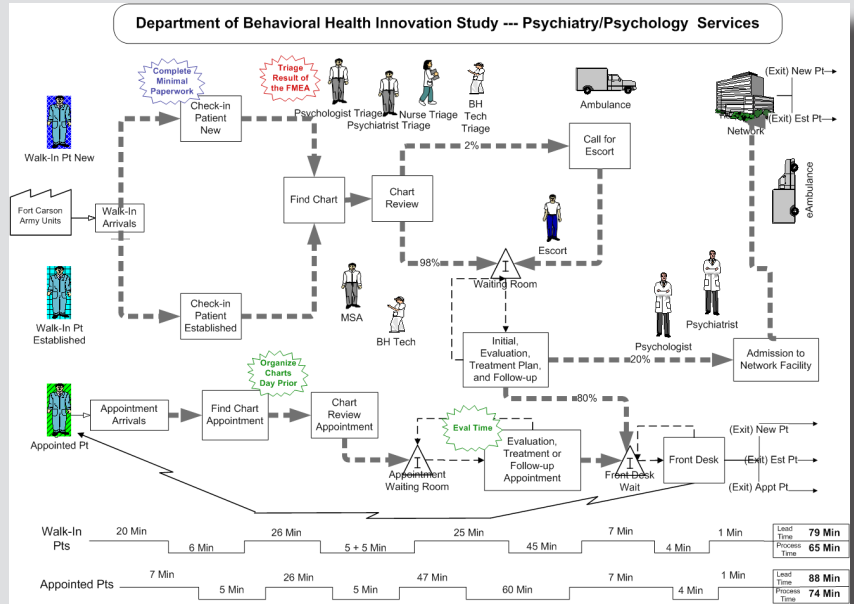 Department of Behavioral Health Innovation Study --- Psychiatry/Psychology Services
Complete
Minimal
Paperwork
Triage
Result of
the FMEA
Walk-In Pt New
Check-in
Patient
New
Psychologist Triage
Psychiatrist Triage
Nurse Triage
BH
Tech
Triage
Ambulance
Network
(Exit) New Pt
(Exit) Est Pt
2%
Call for
Escort
Fort Carson
Army Units
Walk-In
Arrivals
Find Chart
Chart
Review
eAmbulance
Escort
98%
I
Waiting Room
Walk-In Pt
Established
Check-in
Patient
Established
MSA
BH Tech
Psychologist
Psychiatrist
Initial,
Evaluation,
Treatment Plan,
and Follow-up
20%
Admission to
Network Facility
80%
Organize
Charts
Day Prior
Appointed Pt
Appointment
Arrivals
Find Chart
Appointment
Chart
Review
Appointment
Eval Time
I
Appointment
Waiting Room
Evaluation,
Treatment or
Follow-up
Appointment
I
Front Desk
Wait
Front Desk
(Exit) New Pt
(Exit) Est Pt
(Exit) Appt Pt
Walk-In
Pts
20 Min
6 Min
26 Min
5 + 5 Min
25 Min
45 Min
7 Min
4 Min
1 Min
Lead
Time
79 Min
Process
Time
65 Min
Appointed Pts
7 Min
5 Min
26 Min
5 Min
47 Min
60 Min
7 Min
4 Min
1 Min
Lead
Time
88 Min
Process
Time
74 Min